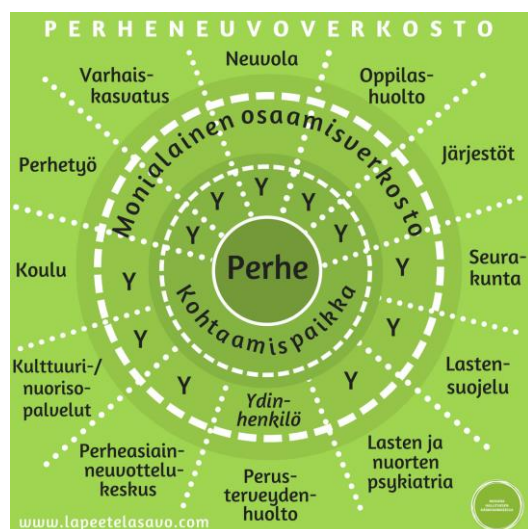 PERHENEUVOVERKOSTO
Neuvola
Varhais-
kasvatus
Oppilas-
huolto
Perhetyö
Monialainen osaamisverkosto
Järjestöt
Y Y Y Y
Y Y
Koulu
Perhe
Y Y
Seura-
kunta
Kohtaamispaikka
Y Y
Kulttuuri-/
nuoriso-
palvelut
Y Y
Lasten-
suojelu
Ydin-
henkilö
Perheasiain-
neuvottelu-
keskus
Perus-
terveyden-
huolto
Lasten ja
nuorten
psykiatria
www.lapeetelasavo.com